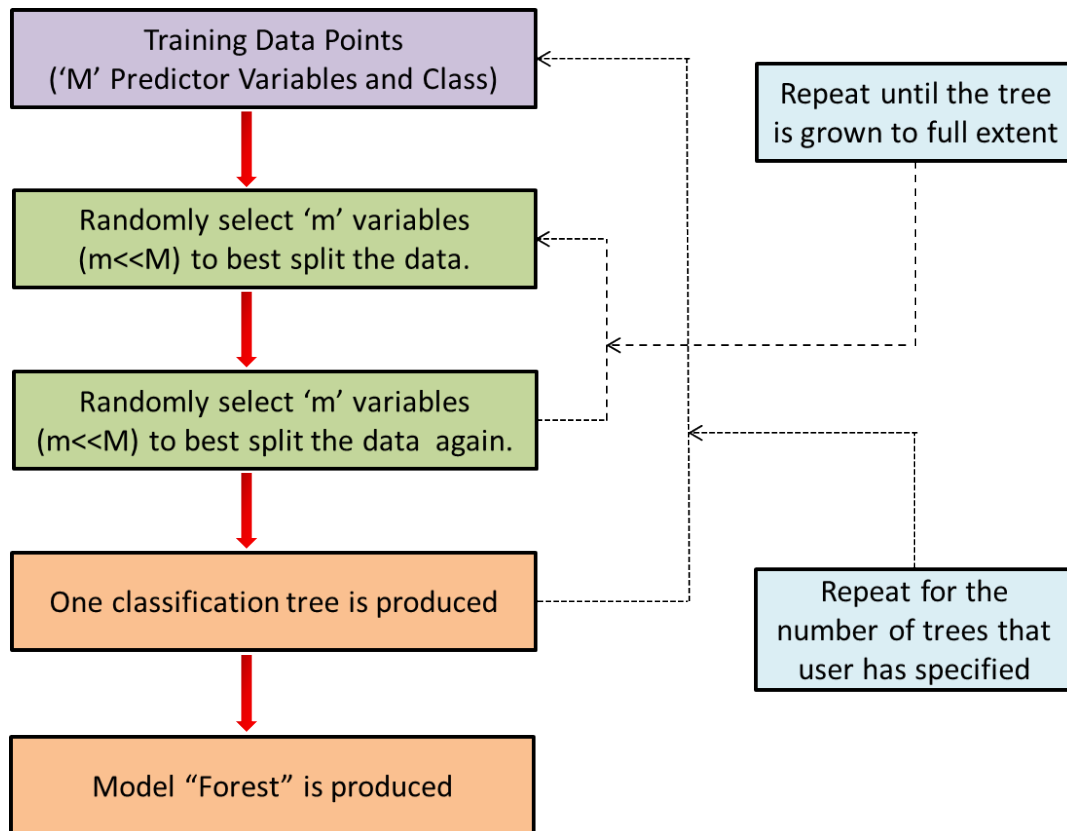 Training Data Points
(‘M’ Predictor Variables and Class)
Repeat until the tree
is grown to full extent
Randomly select ‘m’ variables
(m<<M) to best split the data.
Randomly select ‘m’ variables
(m<<M) to best split the data  again.
One classification tree is produced
Repeat for the
number of trees that
user has specified
Model “Forest” is produced